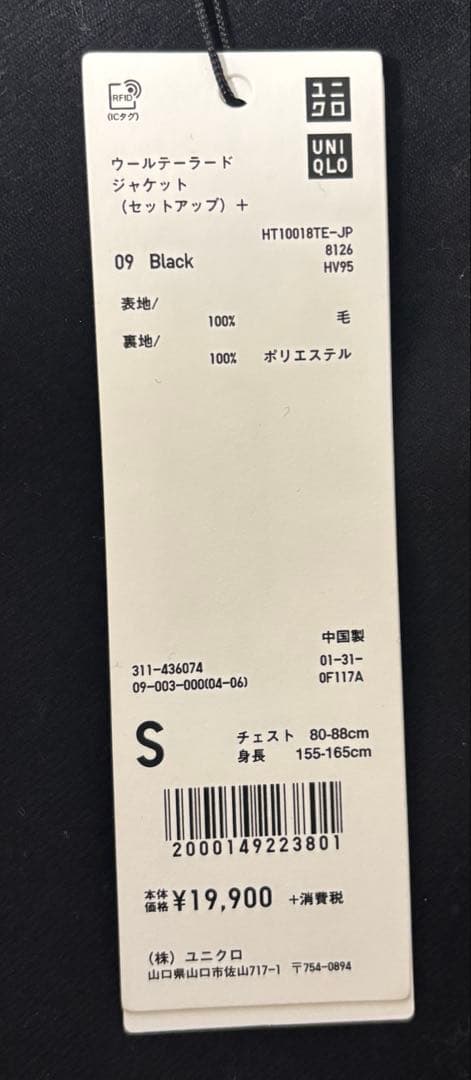 RFID
(ICタグ)
ユニ
クロ
UNI
QLO
ウールテーラード
ジャケット
(セットアップ) +
HT10018TE-JP
8126
HV95
09 Black
表地/
100% 毛
裏地/
100% ポリエステル
中国製
311-436074 01-31-
09-003-000(04-06) 0F117A
S
チェスト 80-88cm
身長 155-165cm
2000149223801
本体
価格 ¥19,900 +消費税
(株) ユニクロ
山口県山口市佐山717-1 〒754-0894